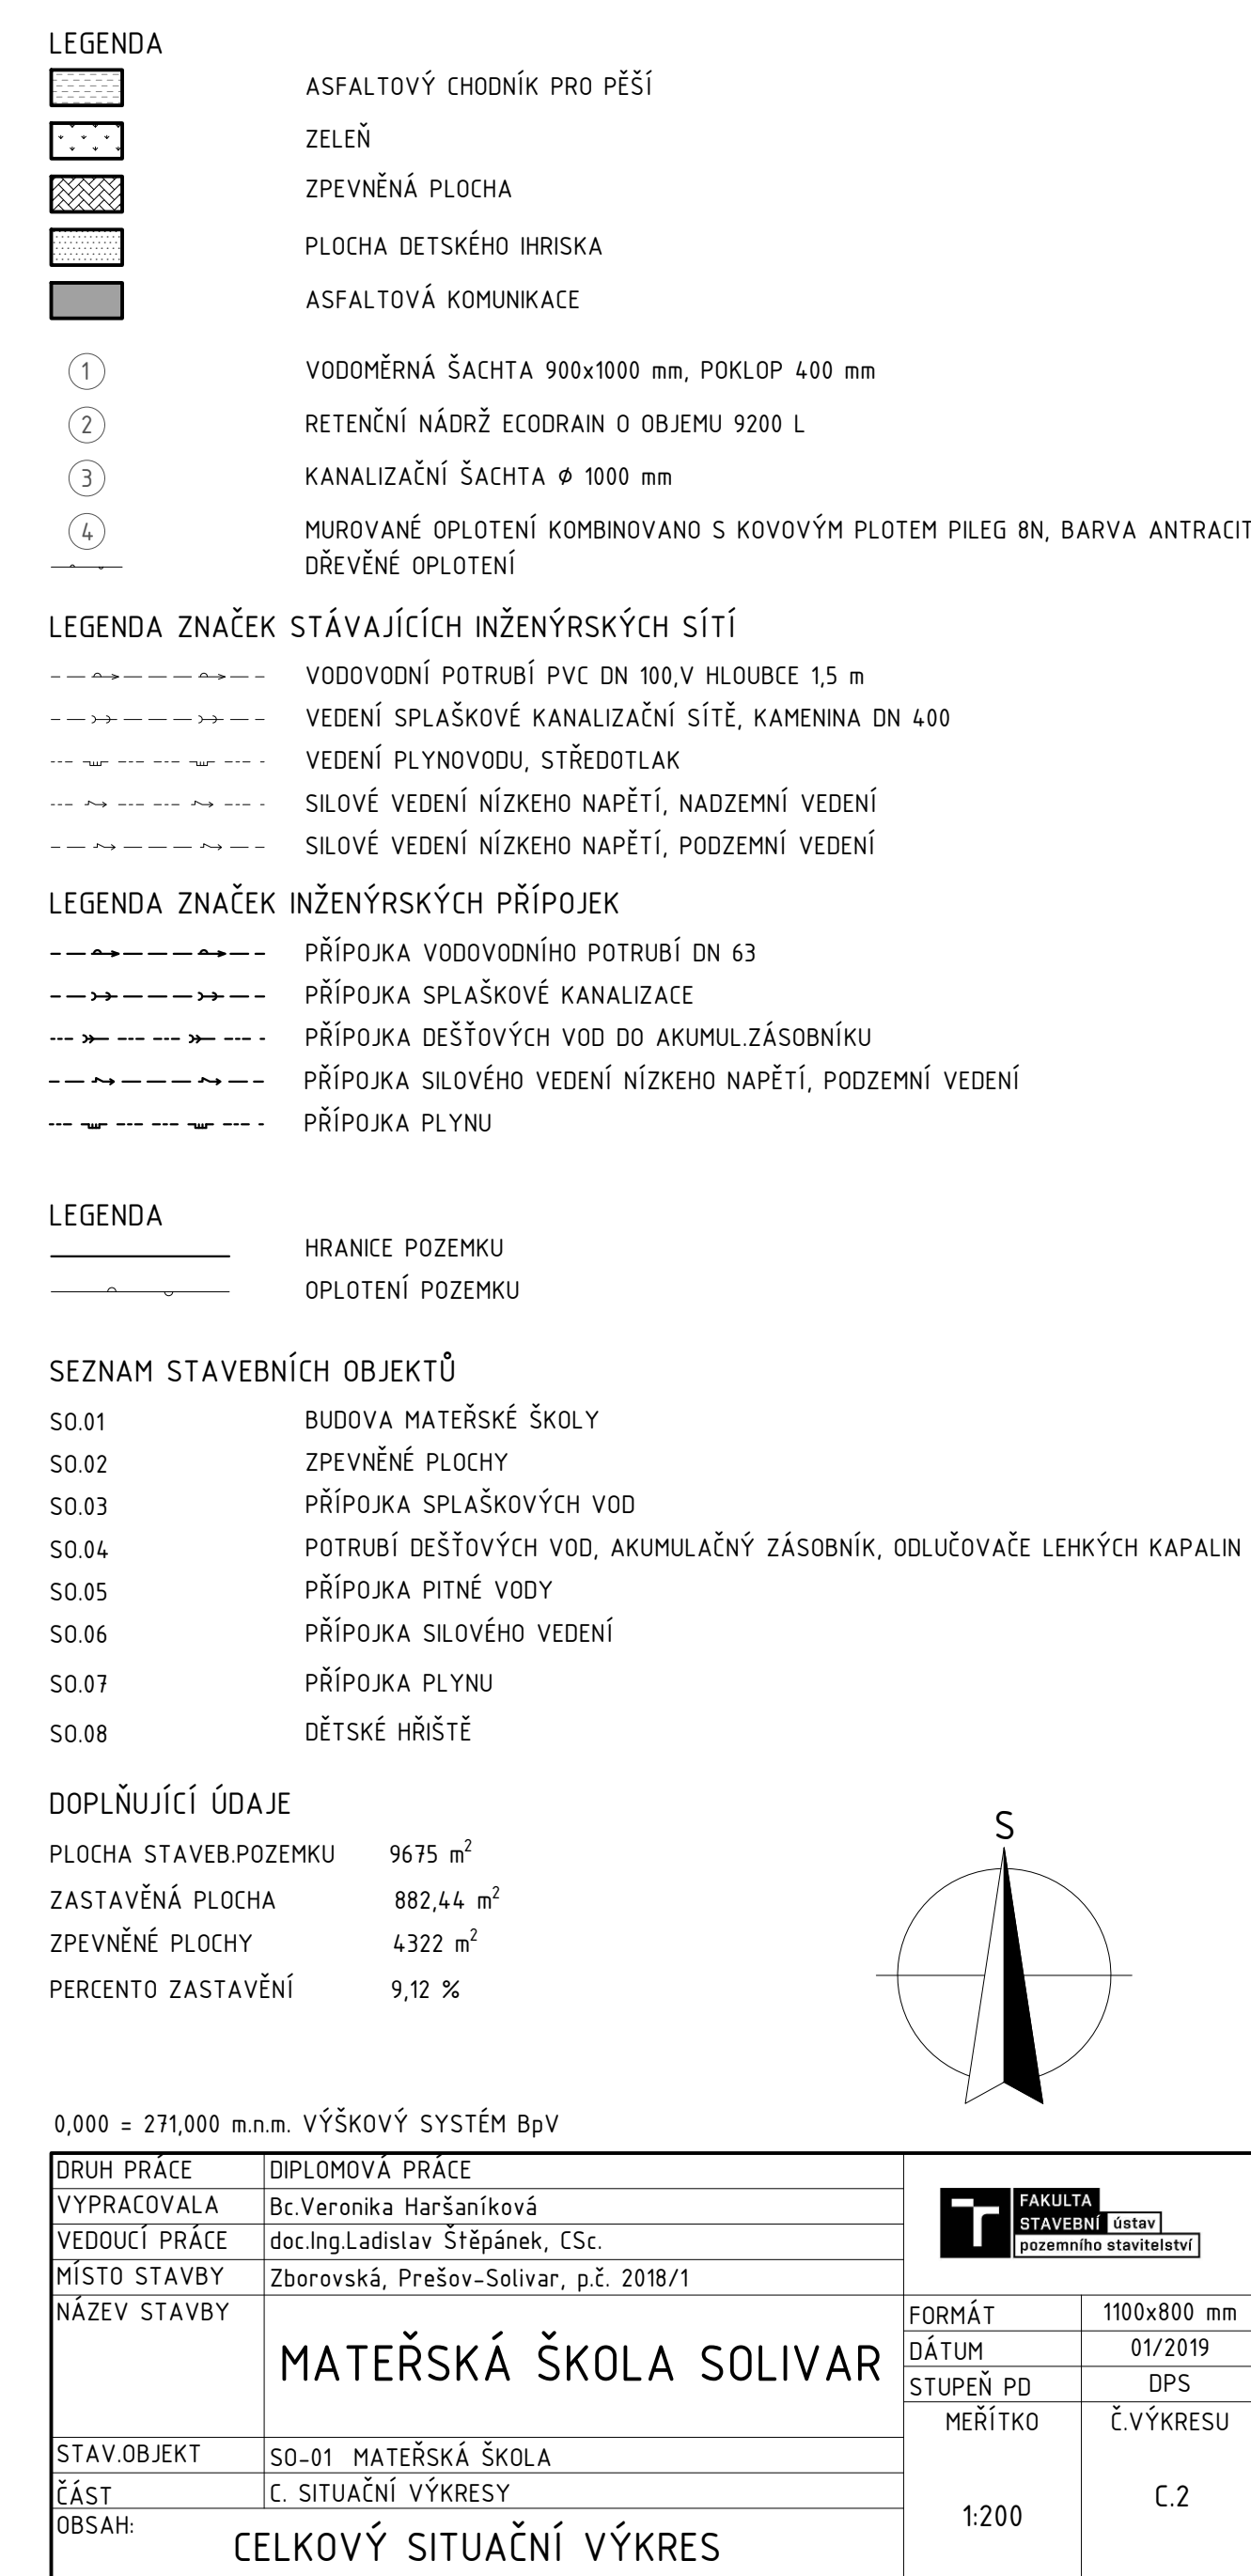 LEGENDA
ASFALTOVÝ CHODNÍK PRO PĚŠÍ
ZELEŇ
ZPEVNĚNÁ PLOCHA
PLOCHA DETSKÉHO IHRISKA
ASFALTOVÁ KOMUNIKACE
1 VODOMĚRNÁ ŠACHTA 900x1000 mm, POKLOP 400 mm
2 RETENČNÍ NÁDRŽ ECODRAIN O OBJEMU 9200 L
3 KANALIZAČNÍ ŠACHTA Ø 1000 mm
4 MUROVANÉ OPLOTENÍ KOMBINOVANO S KOVOVÝM PLOTEM PILEG 8N, BARVA ANTRACIT
DŘEVĚNÉ OPLOTENÍ
LEGENDA ZNAČEK STÁVAJÍCÍCH INŽENÝRSKÝCH SÍTÍ
VODOVODNÍ POTRUBÍ PVC DN 100,V HLOUBCE 1,5 m
VEDENÍ SPLAŠKOVÉ KANALIZAČNÍ SÍTĚ, KAMENINA DN 400
VEDENÍ PLYNOVODU, STŘEDOTLAK
SILOVÉ VEDENÍ NÍZKEHO NAPĚTÍ, NADZEMNÍ VEDENÍ
SILOVÉ VEDENÍ NÍZKEHO NAPĚTÍ, PODZEMNÍ VEDENÍ
LEGENDA ZNAČEK INŽENÝRSKÝCH PŘÍPOJEK
PŘÍPOJKA VODOVODNÍHO POTRUBÍ DN 63
PŘÍPOJKA SPLAŠKOVÉ KANALIZACE
PŘÍPOJKA DEŠŤOVÝCH VOD DO AKUMUL.ZÁSOBNÍKU
PŘÍPOJKA SILOVÉHO VEDENÍ NÍZKEHO NAPĚTÍ, PODZEMNÍ VEDENÍ
PŘÍPOJKA PLYNU
LEGENDA
HRANICE POZEMKU
OPLOTENÍ POZEMKU
SEZNAM STAVEBNÍCH OBJEKTŮ
SO.01 BUDOVA MATEŘSKÉ ŠKOLY
SO.02 ZPEVNĚNÉ PLOCHY
SO.03 PŘÍPOJKA SPLAŠKOVÝCH VOD
SO.04 POTRUBÍ DEŠŤOVÝCH VOD, AKUMULAČNÝ ZÁSOBNÍK, ODLUČOVAČE LEHKÝCH KAPALIN
SO.05 PŘÍPOJKA PITNÉ VODY
SO.06 PŘÍPOJKA SILOVÉHO VEDENÍ
SO.07 PŘÍPOJKA PLYNU
SO.08 DĚTSKÉ HŘIŠTĚ
DOPLŇUJÍCÍ ÚDAJE
PLOCHA STAVEB.POZEMKU 9675 m²
ZASTAVĚNÁ PLOCHA 882,44 m²
ZPEVNĚNÉ PLOCHY 4322 m²
PERCENTO ZASTAVĚNÍ 9,12 %
S
0,000 = 271,000 m.n.m. VÝŠKOVÝ SYSTÉM BpV
DRUH PRÁCE DIPLOMOVÁ PRÁCE
VYPRACOVALA Bc.Veronika Haršaníková
VEDOUCÍ PRÁCE doc.Ing.Ladislav Štěpánek, CSc.
MÍSTO STAVBY Zborovská, Prešov-Solivar, p.č. 2018/1
FAKULTA
STAVEBNÍ ústav
pozemního stavitelství
NÁZEV STAVBY MATEŘSKÁ ŠKOLA SOLIVAR
FORMÁT 1100x800 mm
DÁTUM 01/2019
STUPEŇ PD DPS
MEŘÍTKO Č.VÝKRESU
1:200 C.2
STAV.OBJEKT SO-01 MATEŘSKÁ ŠKOLA
ČÁST C. SITUAČNÍ VÝKRESY
OBSAH: CELKOVÝ SITUAČNÍ VÝKRES